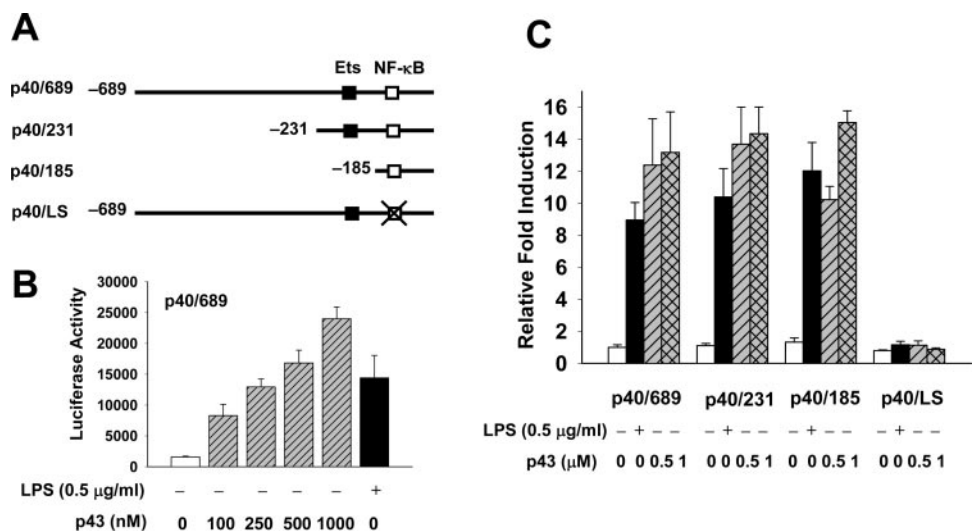 A
Ets NF-κB
p40/689 –689
p40/231 –231
p40/185 –185
p40/LS –689
B
p40/689
Luciferase Activity
30000
25000
20000
15000
10000
5000
0
LPS (0.5 μg/ml) – – – – – +
p43 (nM) 0 100 250 500 1000 0
C
Relative Fold Induction
16
14
12
10
8
6
4
2
0
p40/689 p40/231 p40/185 p40/LS
LPS (0.5 μg/ml) – + – – – + – – – + – – – + – –
p43 (μM) 0 0 0.5 1 0 0 0.5 1 0 0 0.5 1 0 0 0.5 1